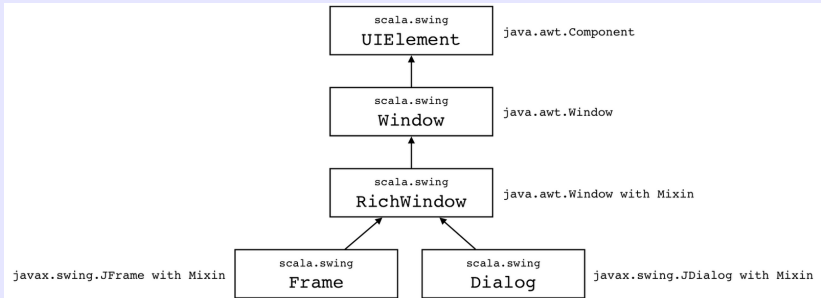 scala.swing
UIElement
java.awt.Component
scala.swing
Window
java.awt.Window
scala.swing
RichWindow
java.awt.Window with Mixin
javax.swing.JFrame with Mixin
scala.swing
Frame
scala.swing
Dialog
javax.swing.JDialog with Mixin